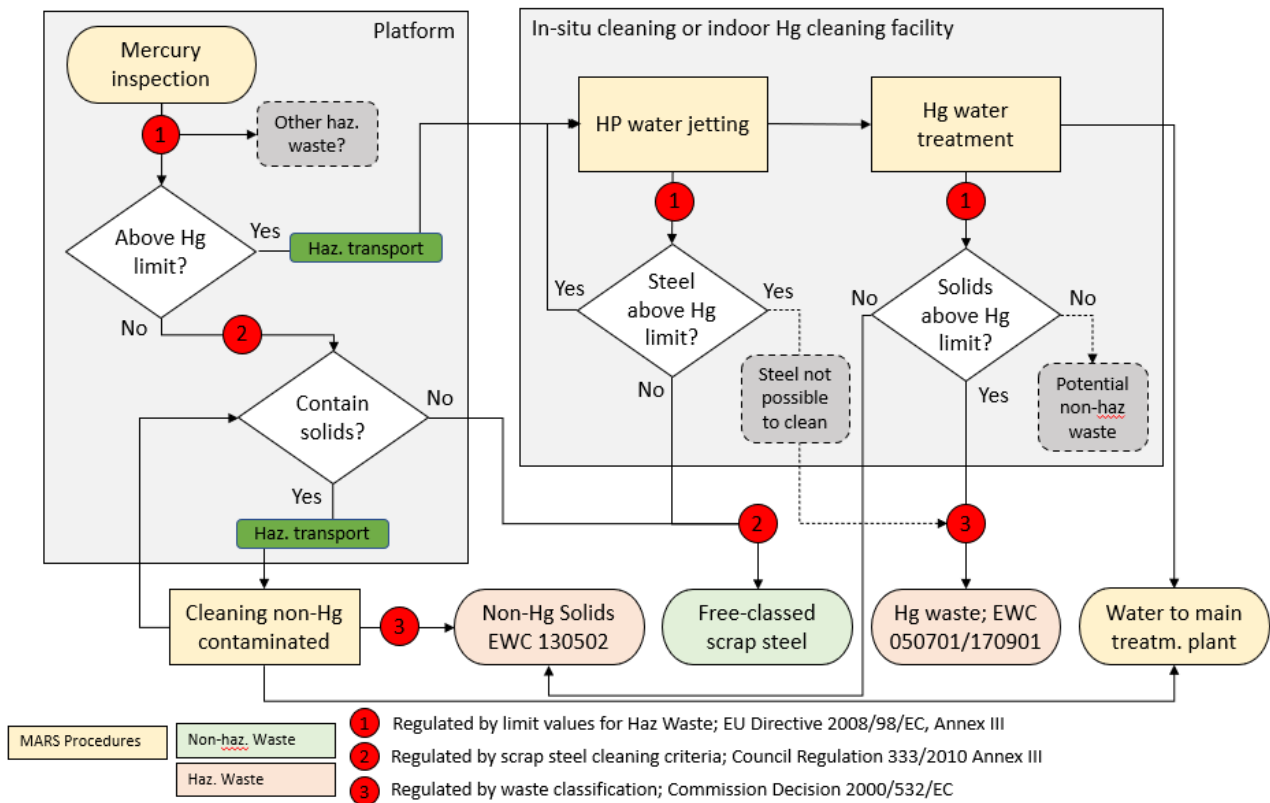 Platform
Mercury
inspection
1
Other haz.
waste?
Above Hg
limit?
Yes
Haz. transport
No
2
Contain
solids?
No
Yes
Haz. transport
In-situ cleaning or indoor Hg cleaning facility
HP water jetting
Hg water
treatment
1
1
Steel
above Hg
limit?
Yes
Yes
No
Steel not
possible
to clean
Solids
above Hg
limit?
No
No
Yes
Potential
non-haz
waste
2
3
Cleaning non-Hg
contaminated
3
Non-Hg Solids
EWC 130502
Free-classed
scrap steel
Hg waste; EWC
050701/170901
Water to main
treatm. plant
MARS Procedures
Non-haz. Waste
Haz. Waste
1 Regulated by limit values for Haz Waste; EU Directive 2008/98/EC, Annex III
2 Regulated by scrap steel cleaning criteria; Council Regulation 333/2010 Annex III
3 Regulated by waste classification; Commission Decision 2000/532/EC